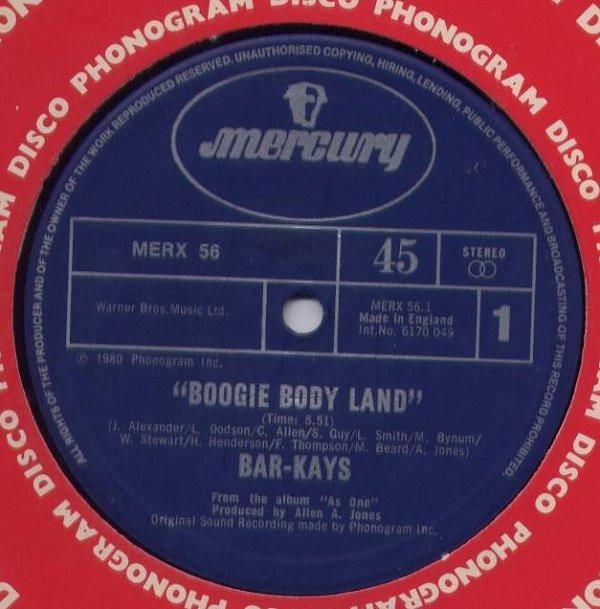 DISCO PHONOGRAM DISCO PHONOGRAM DISCO PHONOGRAM DISCO PHONOGRAM DISCO
ALL RIGHTS OF THE PRODUCER AND OF THE OWNER OF THE WORK REPRODUCED RESERVED. UNAUTHORISED COPYING, HIRING, LENDING, PUBLIC PERFORMANCE AND BROADCASTING OF THIS RECORD PROHIBITED.
mercury
MERX 56
45
STEREO
Warner Bros. Music Ltd.
MERX 56.1
Made in England
Int.No. 6170 049
1
℗ 1980 Phonogram Inc.
"BOOGIE BODY LAND"
(Time: 5.51)
(J. Alexander/L. Dodson/C. Allen/S. Guy/L. Smith/M. Bynum/
W. Stewart/H. Henderson/F. Thompson/M. Beard/A. Jones)
BAR-KAYS
From the album "As One"
Produced by Allen A. Jones
Original Sound Recording made by Phonogram Inc.